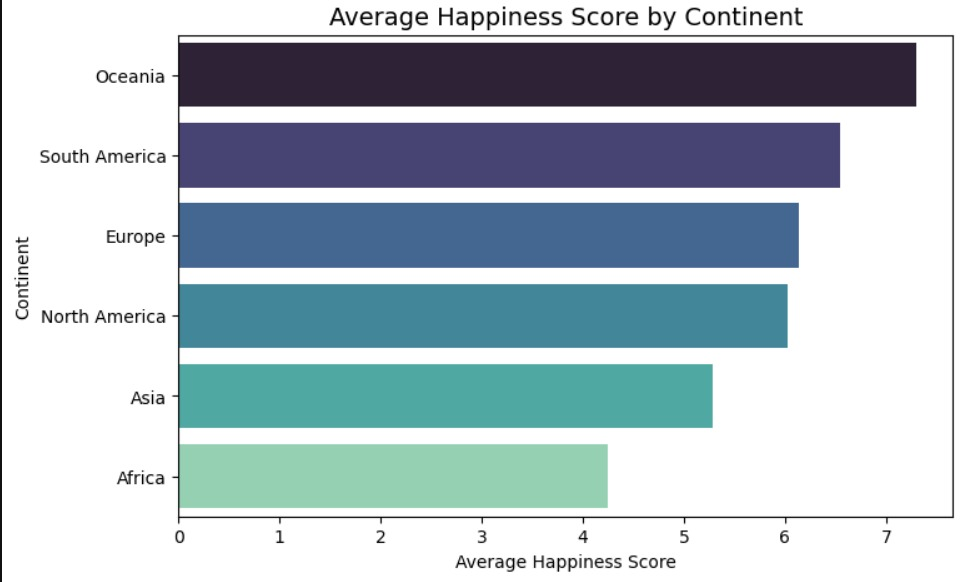 Average Happiness Score by Continent
Oceania
South America
Europe
North America
Asia
Africa
Continent
0 1 2 3 4 5 6 7
Average Happiness Score